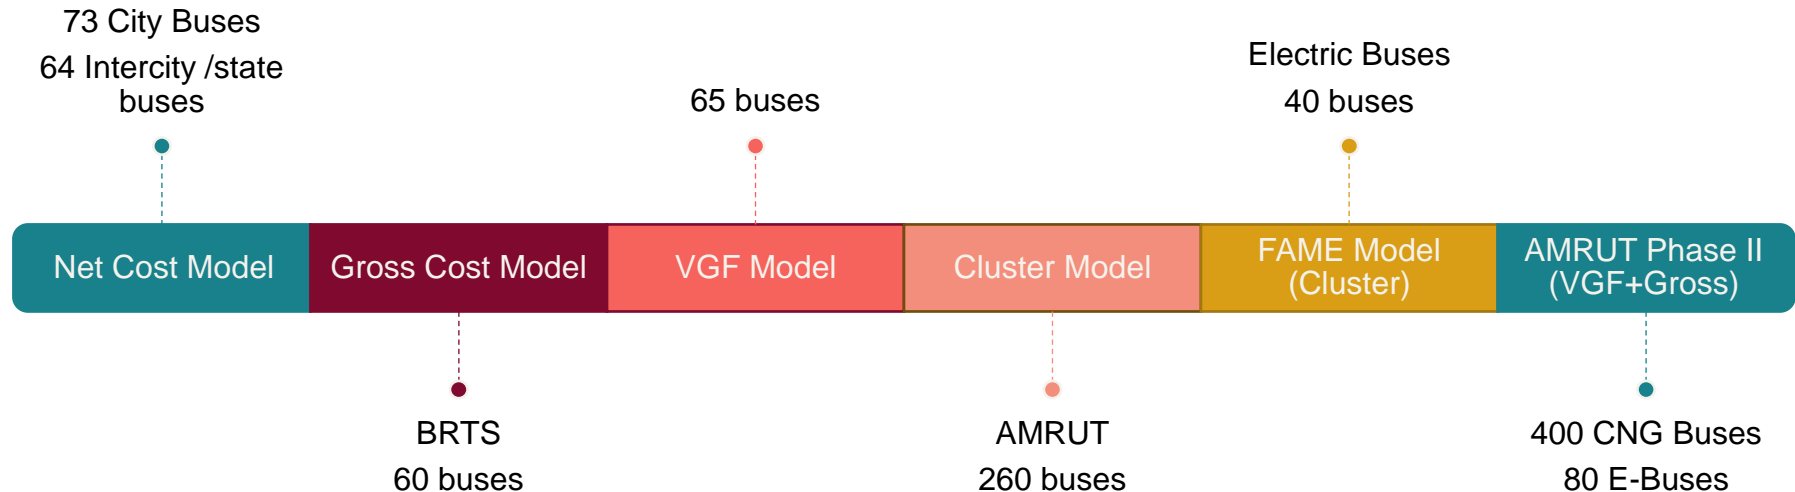 73 City Buses
64 Intercity /state
buses
65 buses
Electric Buses
40 buses
Net Cost Model
Gross Cost Model
VGF Model
Cluster Model
FAME Model
(Cluster)
AMRUT Phase II
(VGF+Gross)
BRTS
60 buses
AMRUT
260 buses
400 CNG Buses
80 E-Buses